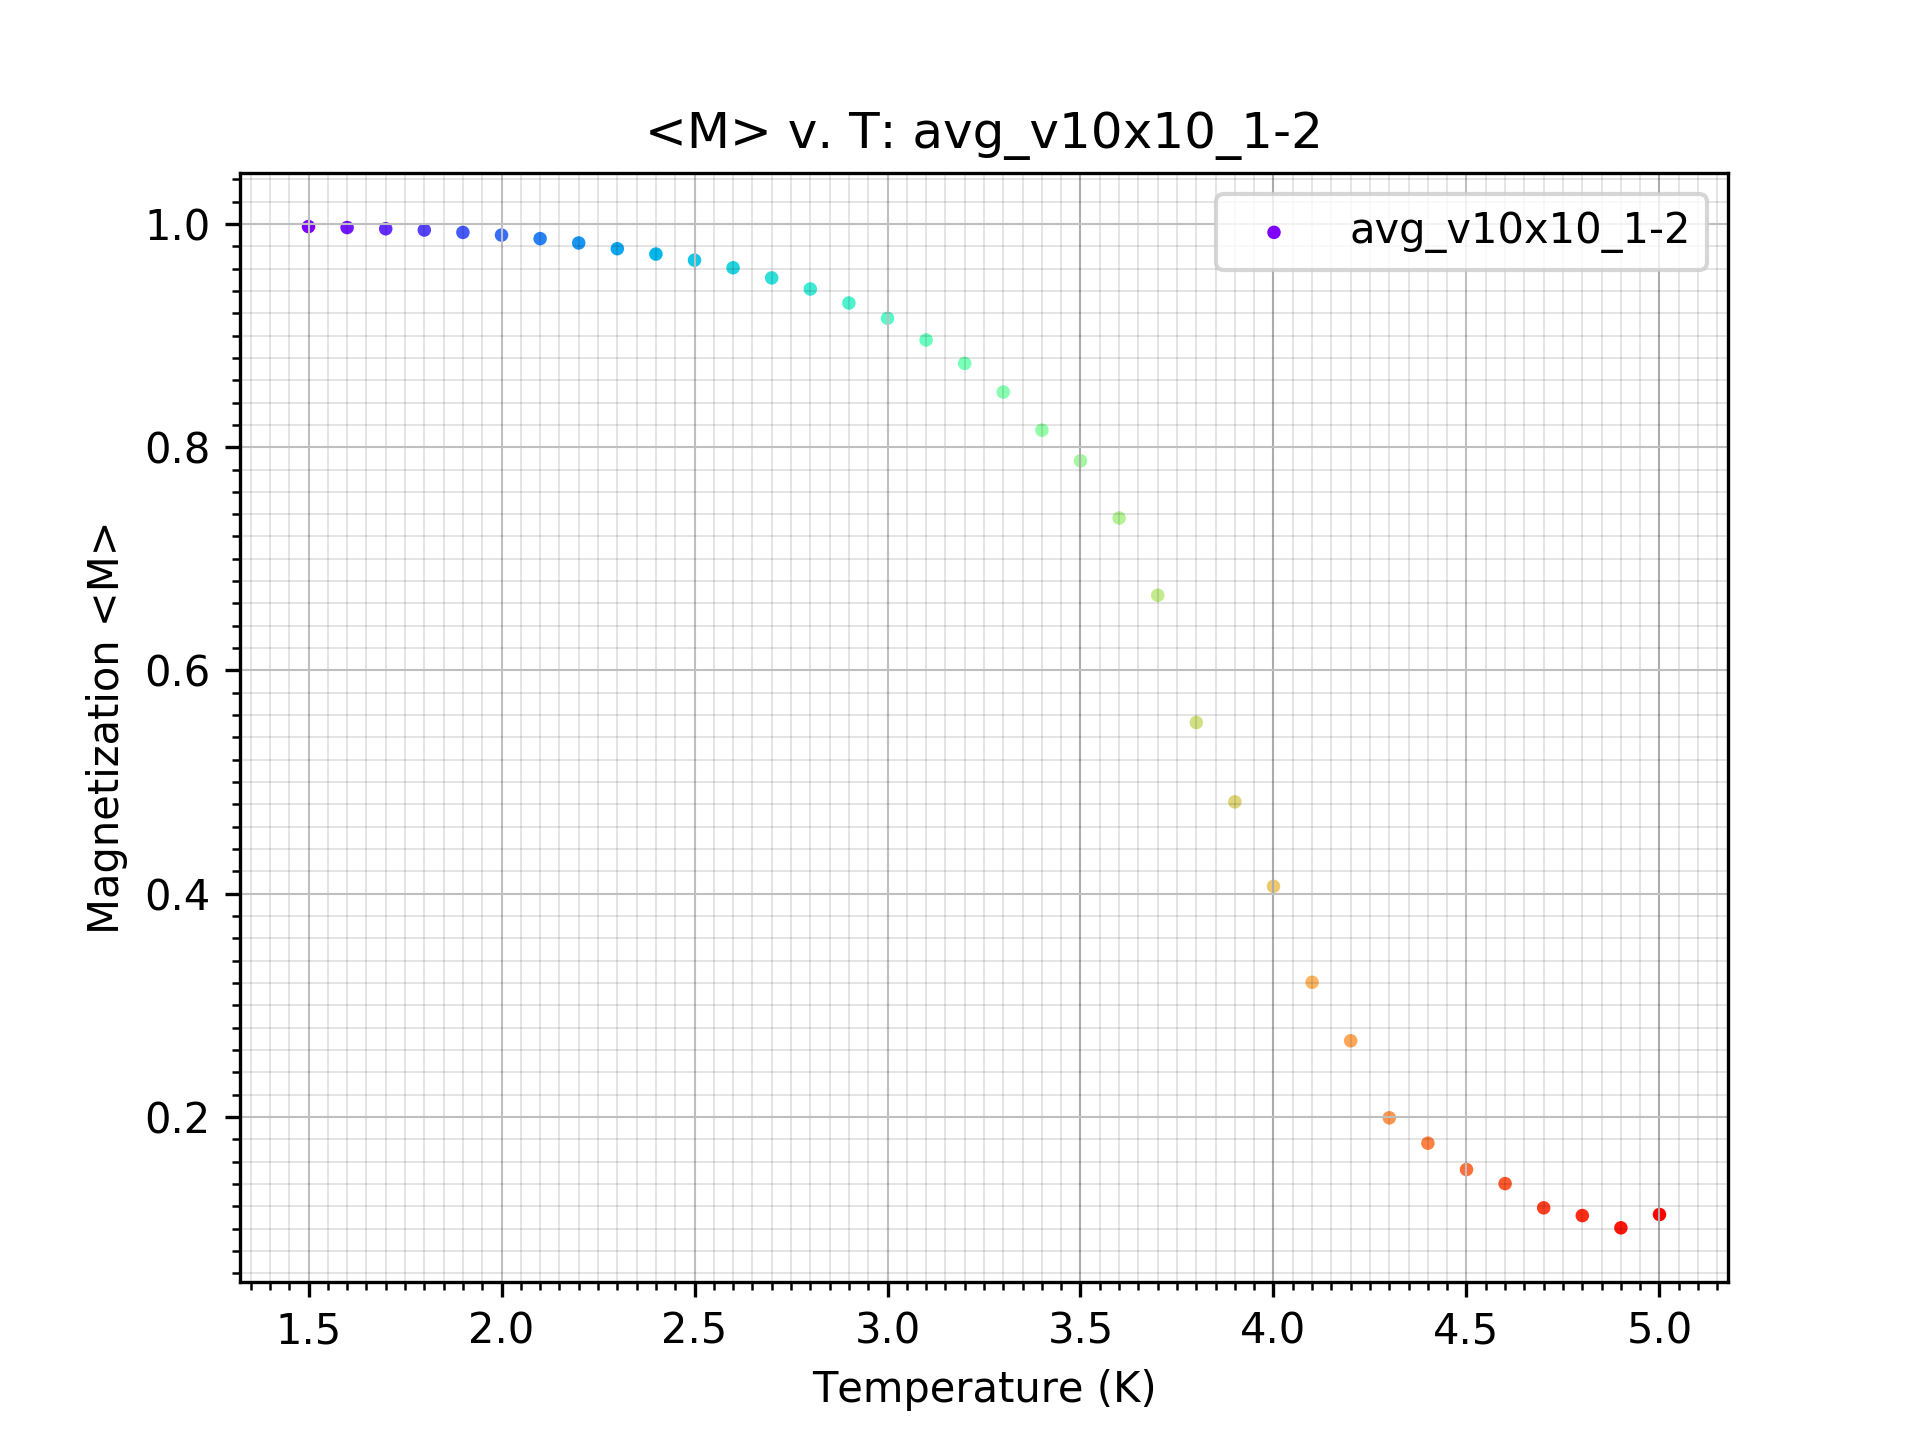 <M> v. T: avg_v10x10_1-2
avg_v10x10_1-2
Magnetization <M>
1.0
0.8
0.6
0.4
0.2
1.5 2.0 2.5 3.0 3.5 4.0 4.5 5.0
Temperature (K)